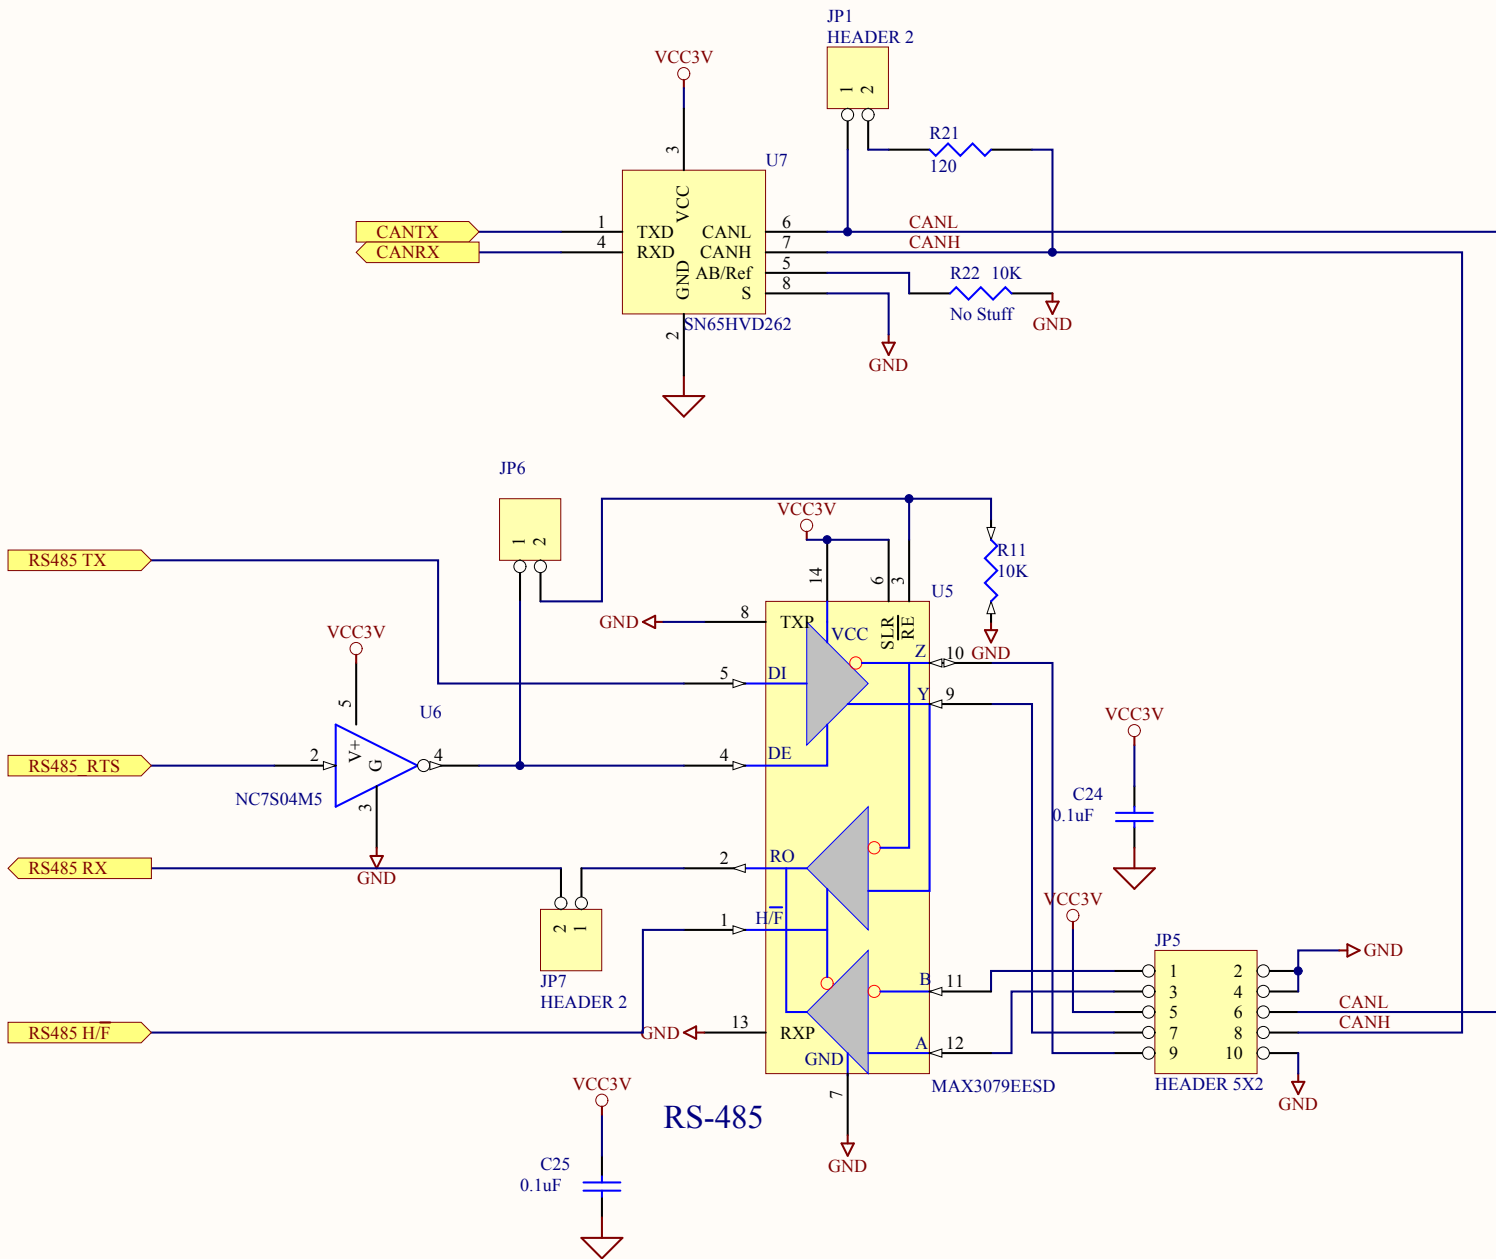 JP1
HEADER 2
VCC3V
1
2
R21
120
3
U7
VCC
CANTX
1
TXD
CANL
6
CANL
CANRX
4
RXD
CANH
7
CANH
GND
AB/Ref
5
R22 10K
S
8
No Stuff
GND
2
SN65HVD262
GND
JP6
VCC3V
1
2
RS485 TX
R11
10K
14
6
3
U5
GND
8
TXP
VCC
SLR
RE
VCC3V
GND
Z
10
5
DI
Y
9
5
U6
V+
G
RS485_RTS
2
4
4
DE
VCC3V
NC7S04M5
3
C24
0.1uF
RS485 RX
GND
2
RO
VCC3V
2
1
1
H/F
JP5
GND
JP7
HEADER 2
1
2
B
11
3
4
5
6
CANL
RS485 H/F
GND
13
RXP
7
8
CANH
A
12
9
10
GND
MAX3079EESD
HEADER 5X2
VCC3V
7
GND
RS-485
C25
0.1uF
GND